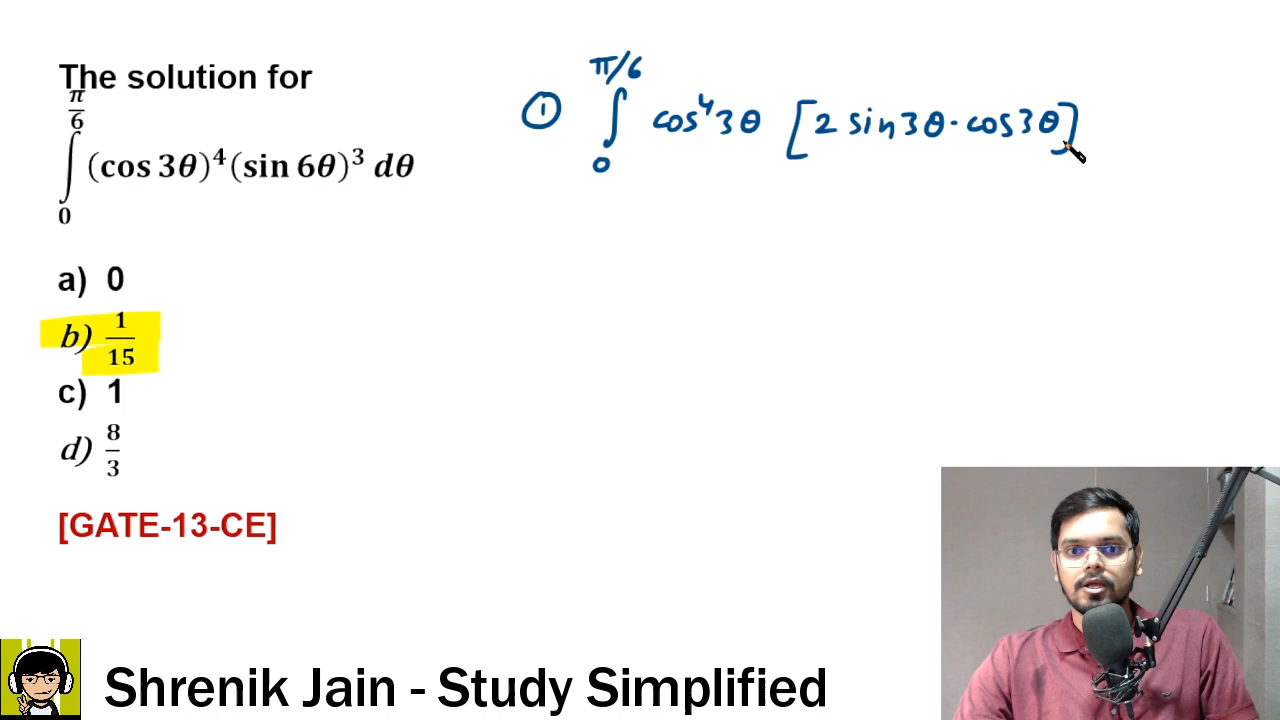 The solution for
π/6
∫ (cos 3θ)⁴(sin 6θ)³ dθ
0
a) 0
b) 1/15
c) 1
d) 8/3
[GATE-13-CE]
① π/6
∫ cos⁴3θ [2 sin3θ·cos3θ]
0
Shrenik Jain - Study Simplified